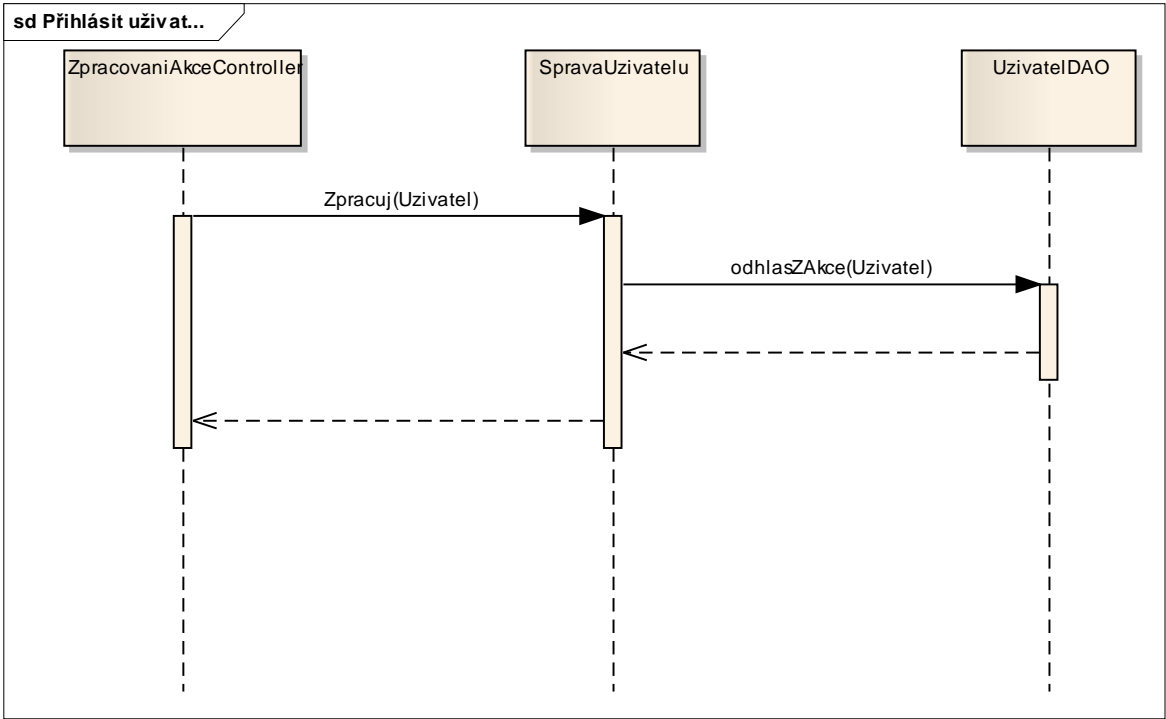 sd Přihlásit uživat...
ZpracovaniAkceController
SpravaUzivatelu
UzivatelDAO
Zpracuj(Uzivatel)
odhlasZAkce(Uzivatel)